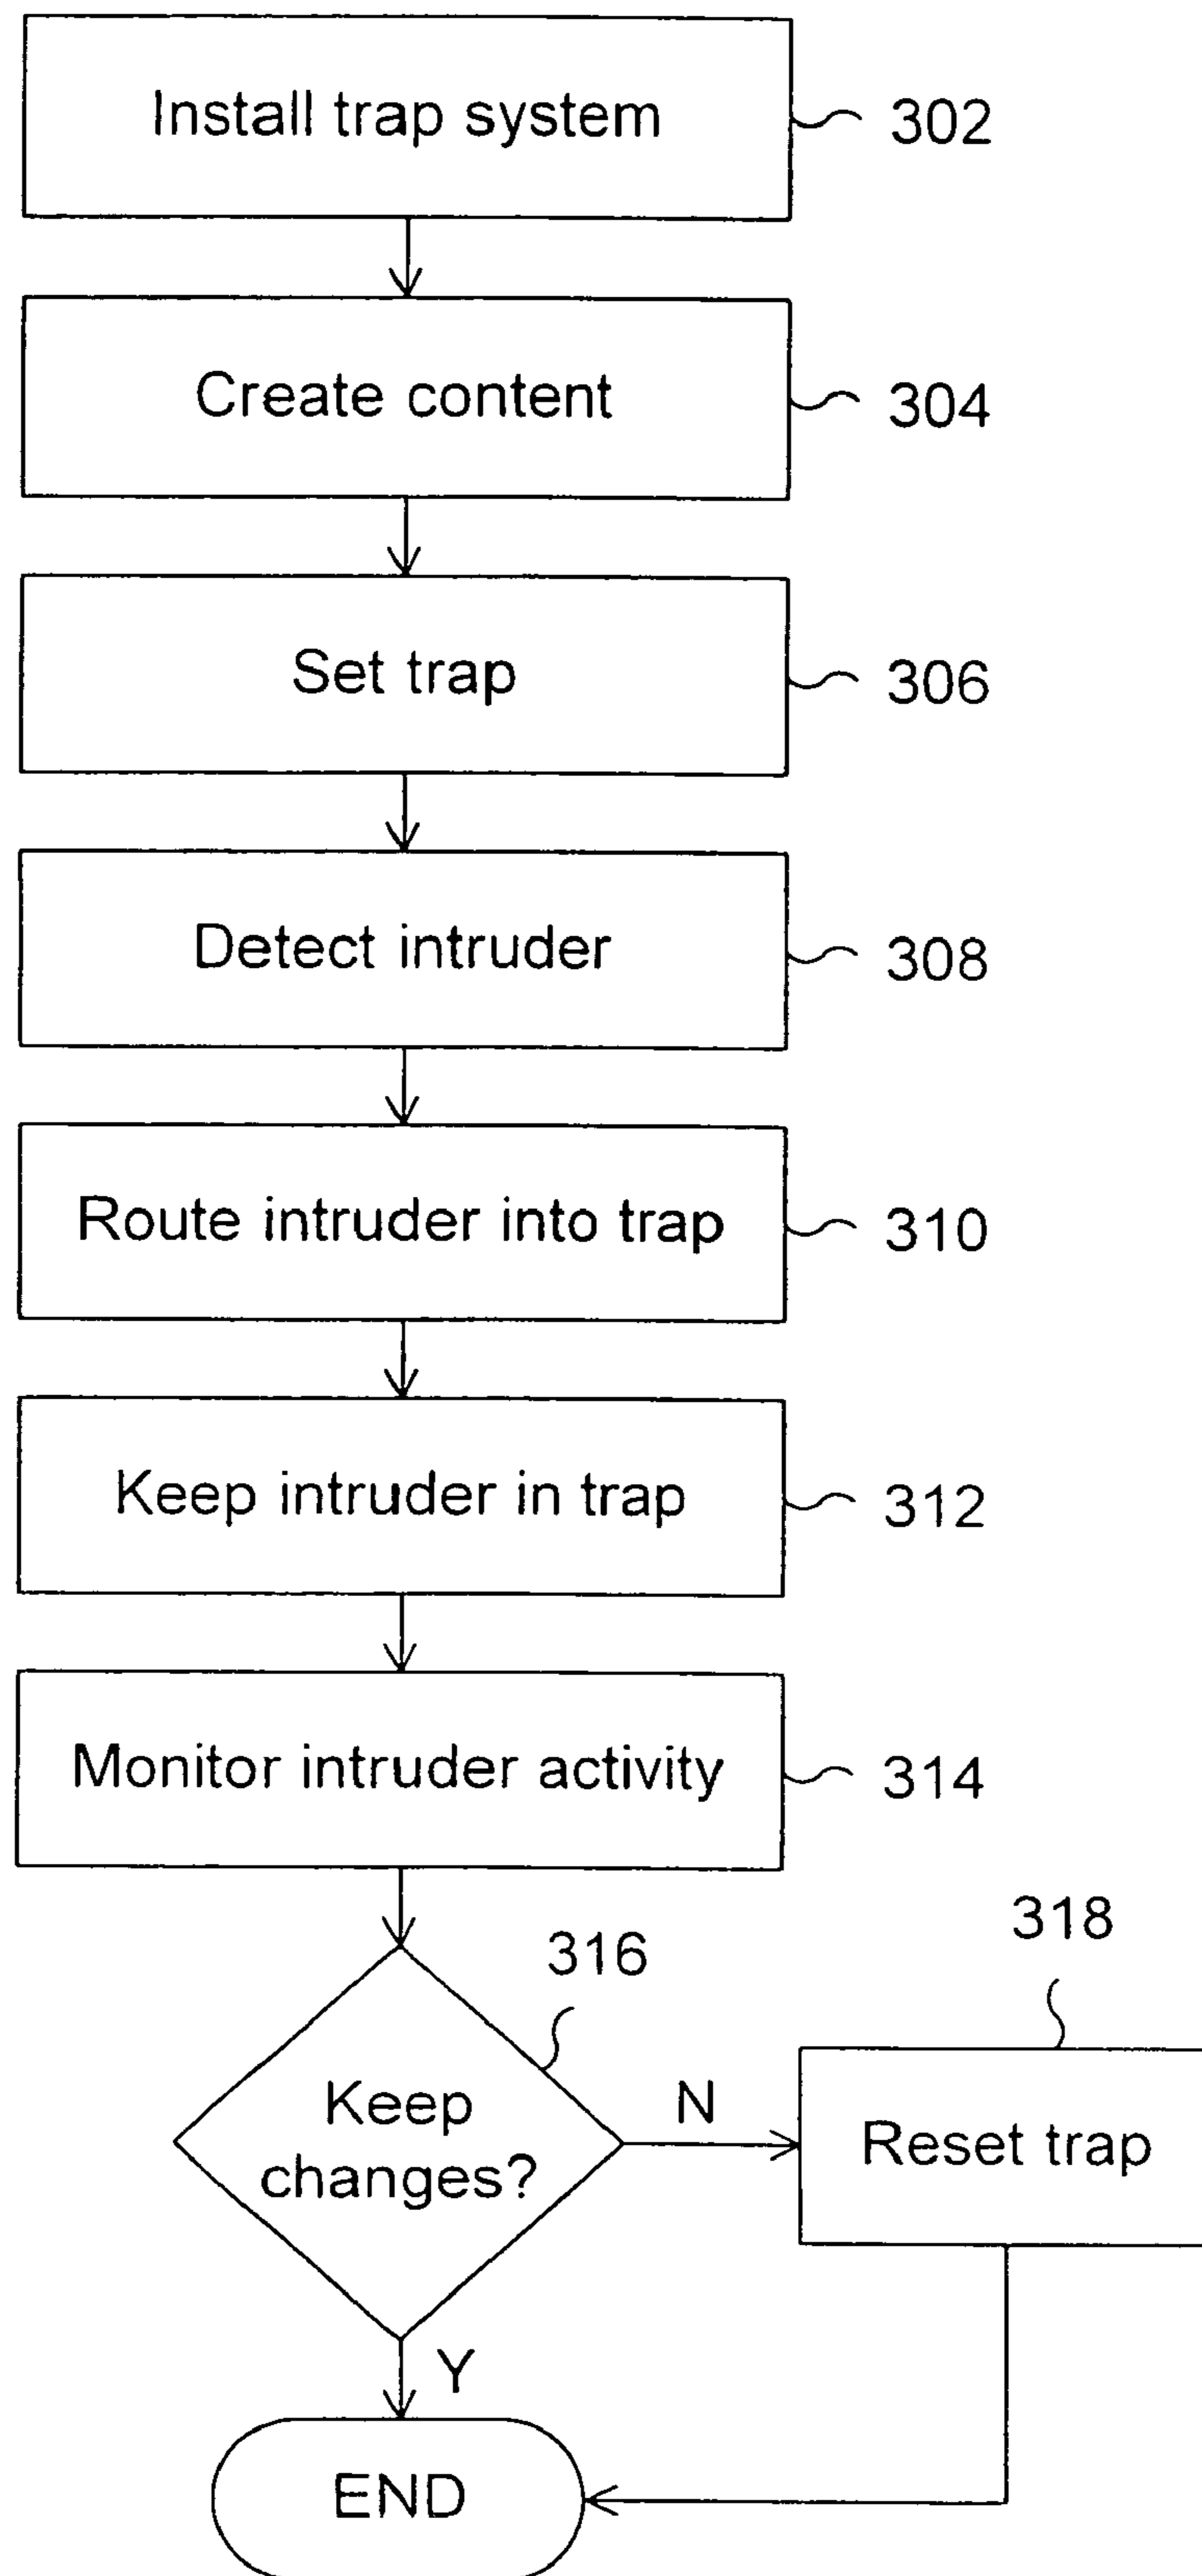 Install trap system
302
Create content
304
Set trap
306
Detect intruder
308
Route intruder into trap
310
Keep intruder in trap
312
Monitor intruder activity
314
316
318
Keep
changes?
N
Reset trap
Y
END